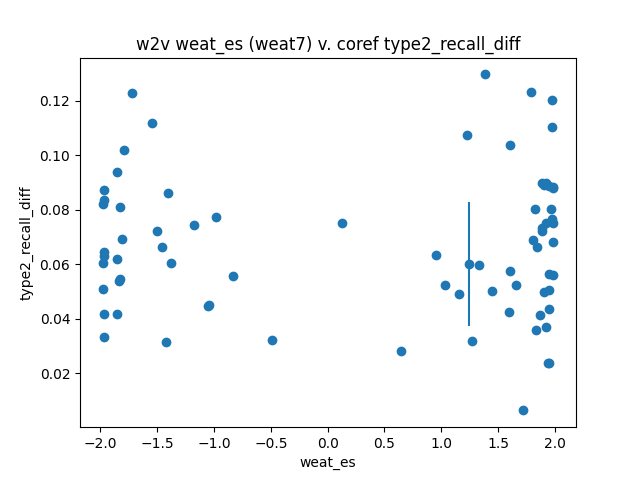 w2v weat_es (weat7) v. coref type2_recall_diff
0.12
0.10
0.08
0.06
0.04
0.02
type2_recall_diff
−2.0 −1.5 −1.0 −0.5 0.0 0.5 1.0 1.5 2.0
weat_es